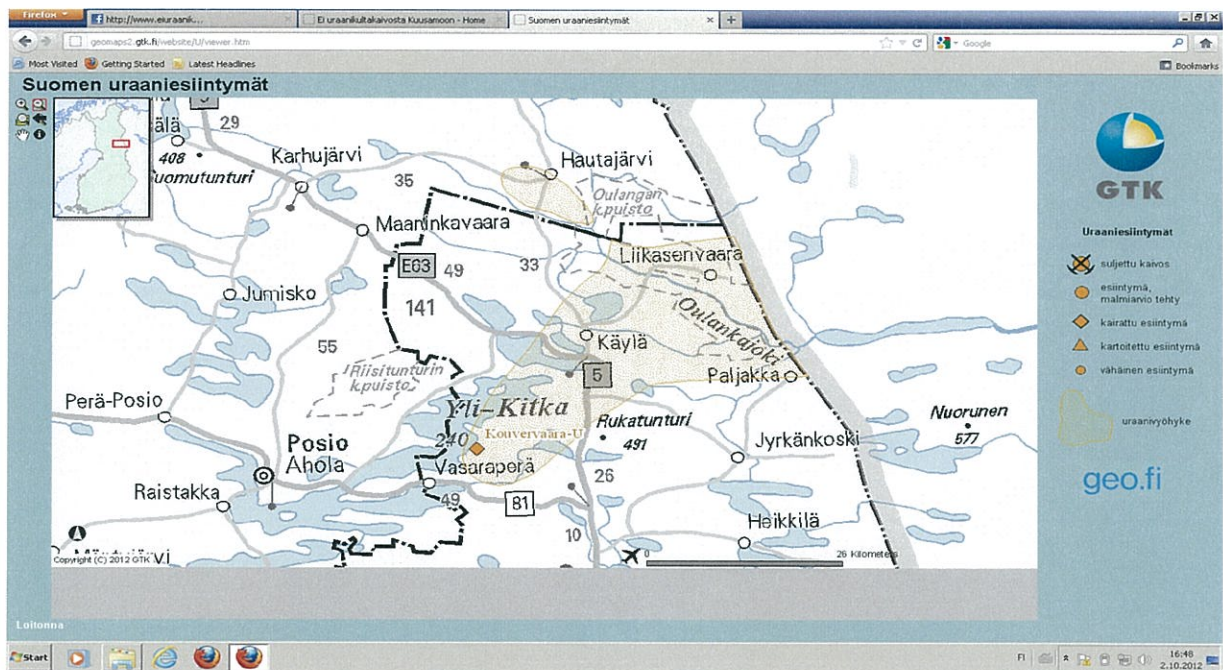 Firefox
http://www.eiuraanik...
Ei uraanikultakaivosta Kuusamoon - Home
Suomen uraaniesiintymät
geomaps2.gtk.fi/website/U/viewer.htm
Google
Most Visited
Getting Started
Latest Headlines
Bookmarks
Suomen uraaniesiintymät
29
408
uomutunturi
Karhujärvi
35
Hautajärvi
Oulangan
k.puisto
Maaninkavaara
E63
49
33
Liikasenvaara
Jumisko
141
Oulankajoki
55
Käylä
Riisitunturin
k.puisto
5
Paljakka
Perä-Posio
Yli-Kitka
Nuorunen
577
Kouvervaara-U
Rukatunturi
491
240
Posio
Ahola
Jyrkänkoski
Vasaraperä
26
Raistakka
49
81
Heikkilä
10
Copyright (C) 2012 GTK
0
26 Kilometers
GTK
Uraaniesiintymät
suljettu kaivos
esiintymä,
malmiarvio tehty
kairattu esiintymä
kartoitettu esiintymä
vähäinen esiintymä
uraanivyöhyke
geo.fi
Loitonna
Start
FI
16:48
2.10.2012